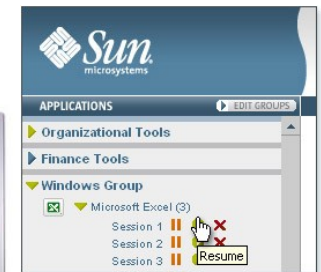 Sun
microsystems
APPLICATIONS EDIT GROUPS
Organizational Tools
Finance Tools
Windows Group
Microsoft Excel (3)
Session 1
Session 2
Resume
Session 3